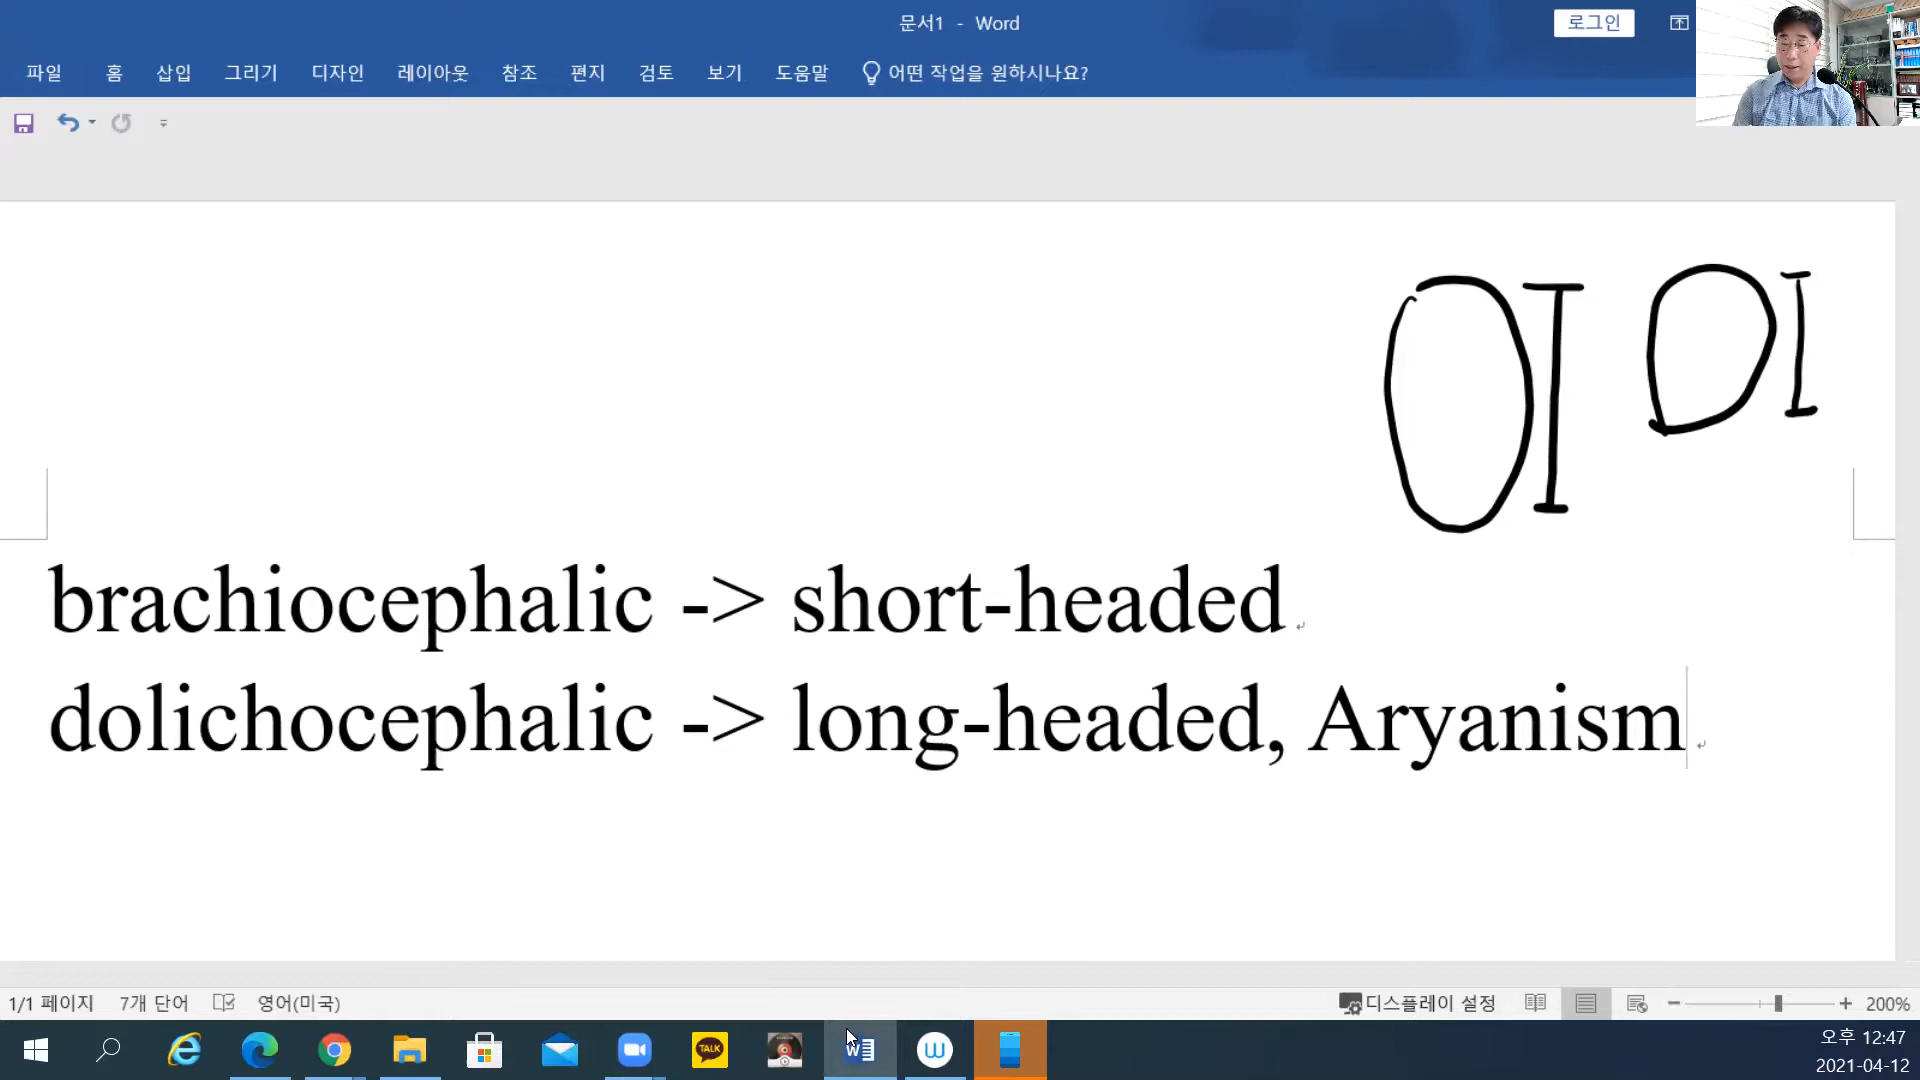 문서1 - Word
로그인
파일 홈 삽입 그리기 디자인 레이아웃 참조 편지 검토 보기 도움말 어떤 작업을 원하시나요?
brachiocephalic -> short-headed
dolichocephalic -> long-headed, Aryanism
1/1 페이지 7개 단어 영어(미국) 디스플레이 설정 200%
TALK
오후 12:47
2021-04-12